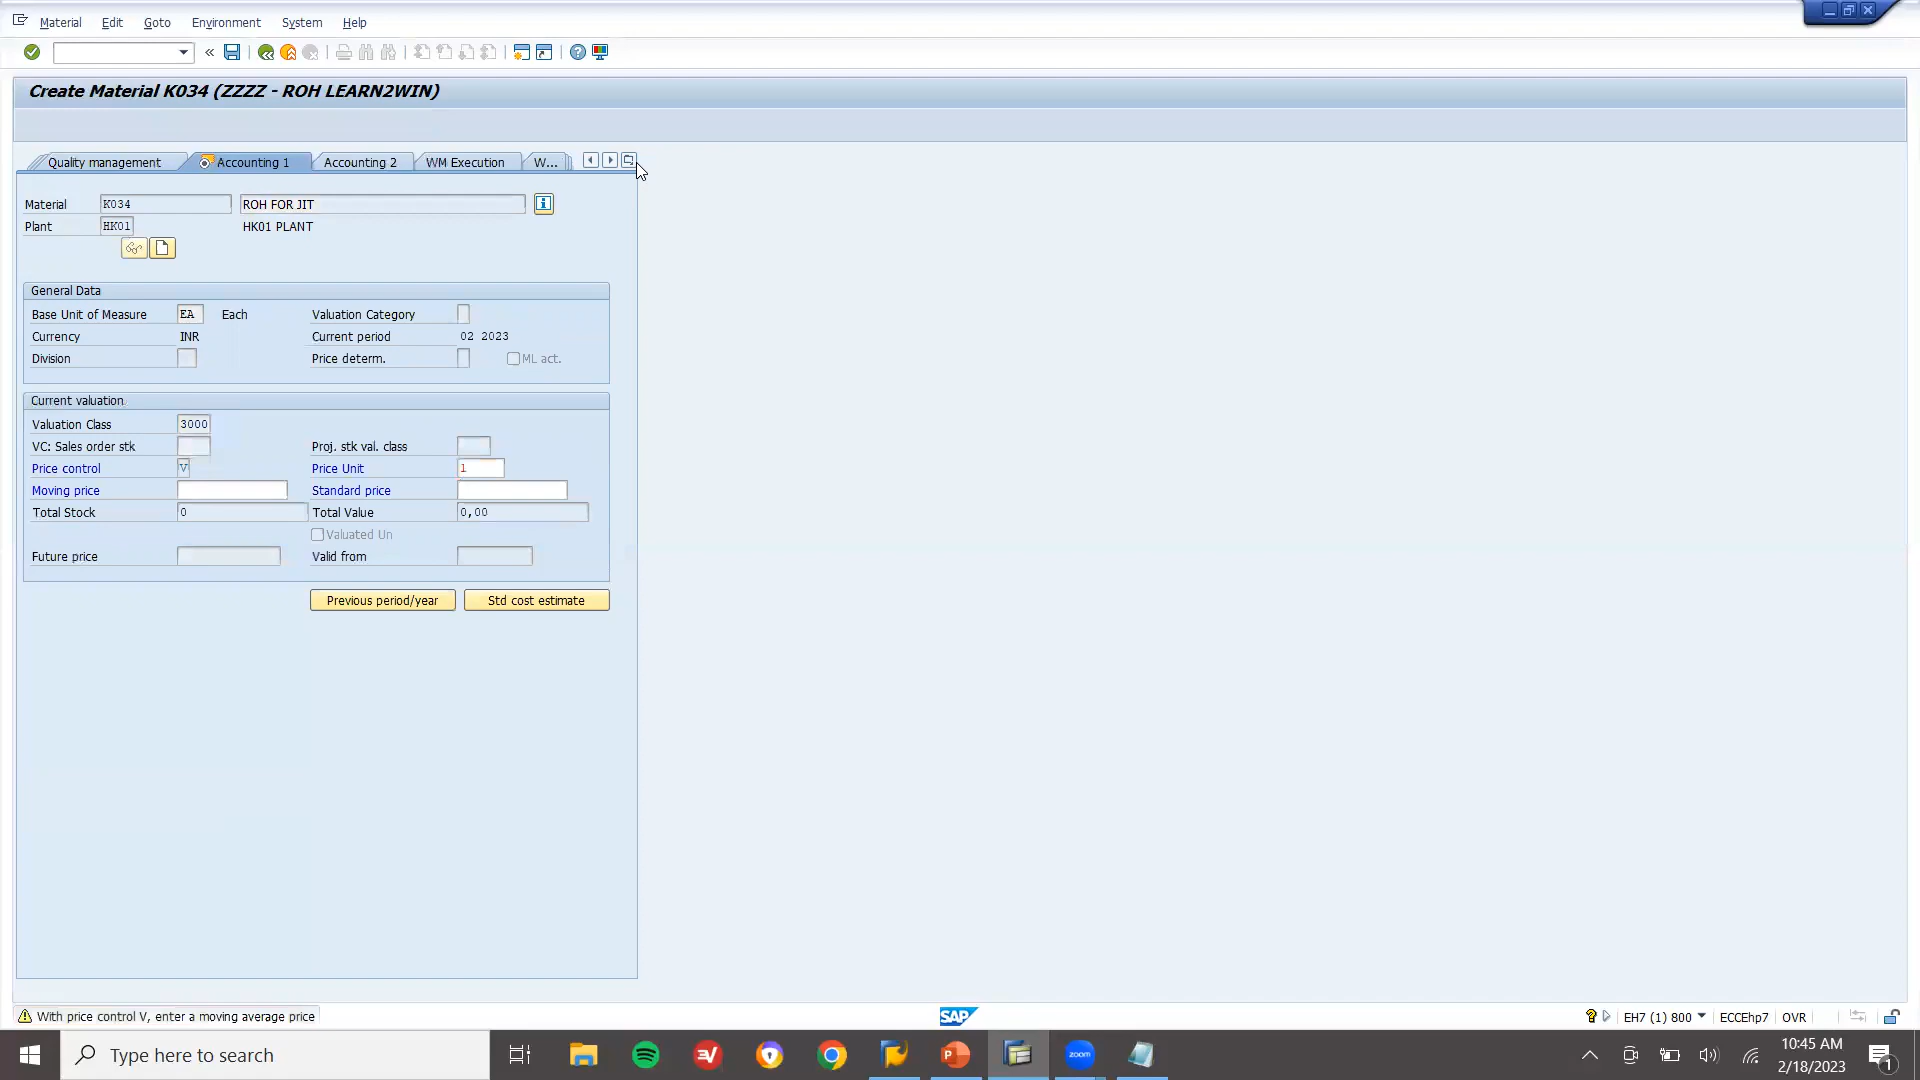 Material Edit Goto Environment System Help
Create Material K034 (ZZZZ - ROH LEARN2WIN)
Quality management Accounting 1 Accounting 2 WM Execution W...
Material K034 ROH FOR JIT
Plant HK01 HK01 PLANT
General Data
Base Unit of Measure EA Each Valuation Category
Currency INR Current period 02 2023
Division Price determ. ML act.
Current valuation
Valuation Class 3000
VC: Sales order stk Proj. stk val. class
Price control V Price Unit 1
Moving price Standard price
Total Stock 0 Total Value 0,00
Valuated Un
Future price Valid from
Previous period/year Std cost estimate
With price control V, enter a moving average price SAP EH7 (1) 800 ECCEhp7 OVR
Type here to search zoom 10:45 AM
2/18/2023 1